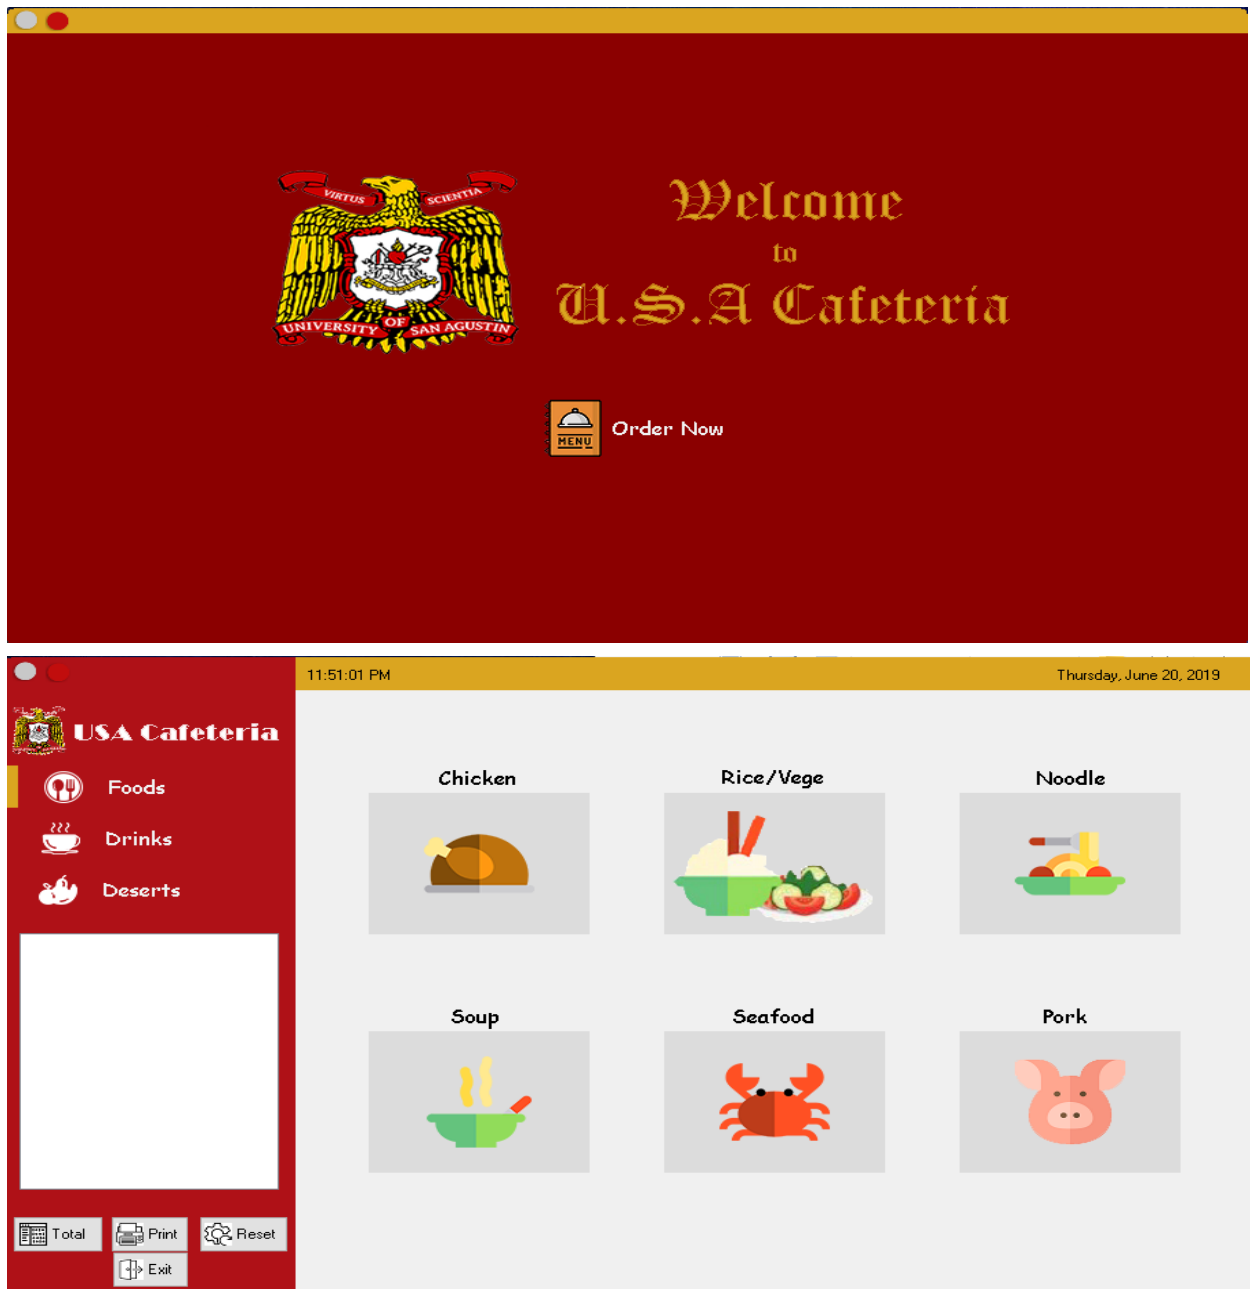 VIRTUS SCIENTIA
UNIVERSITY OF SAN AGUSTIN
Welcome
to
U.S.A Cafeteria
MENU
Order Now
11:51:01 PM
Thursday, June 20, 2019
USA Cafeteria
Foods
Drinks
Deserts
Chicken
Rice/Vege
Noodle
Soup
Seafood
Pork
Total
Print
Reset
Exit